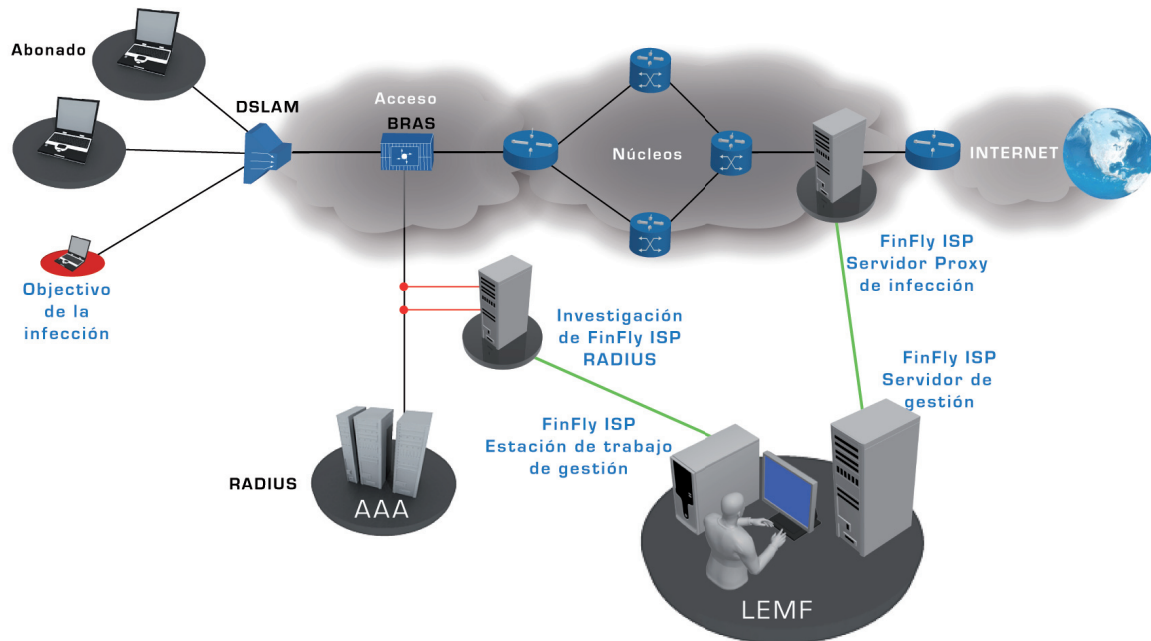 Abonado
DSLAM
Acceso
BRAS
Núcleos
INTERNET
Objectivo
de la
infección
Investigación
de FinFly ISP
RADIUS
FinFly ISP
Servidor Proxy
de infección
FinFly ISP
Servidor de
gestión
FinFly ISP
Estación de trabajo
de gestión
RADIUS
AAA
LEMF